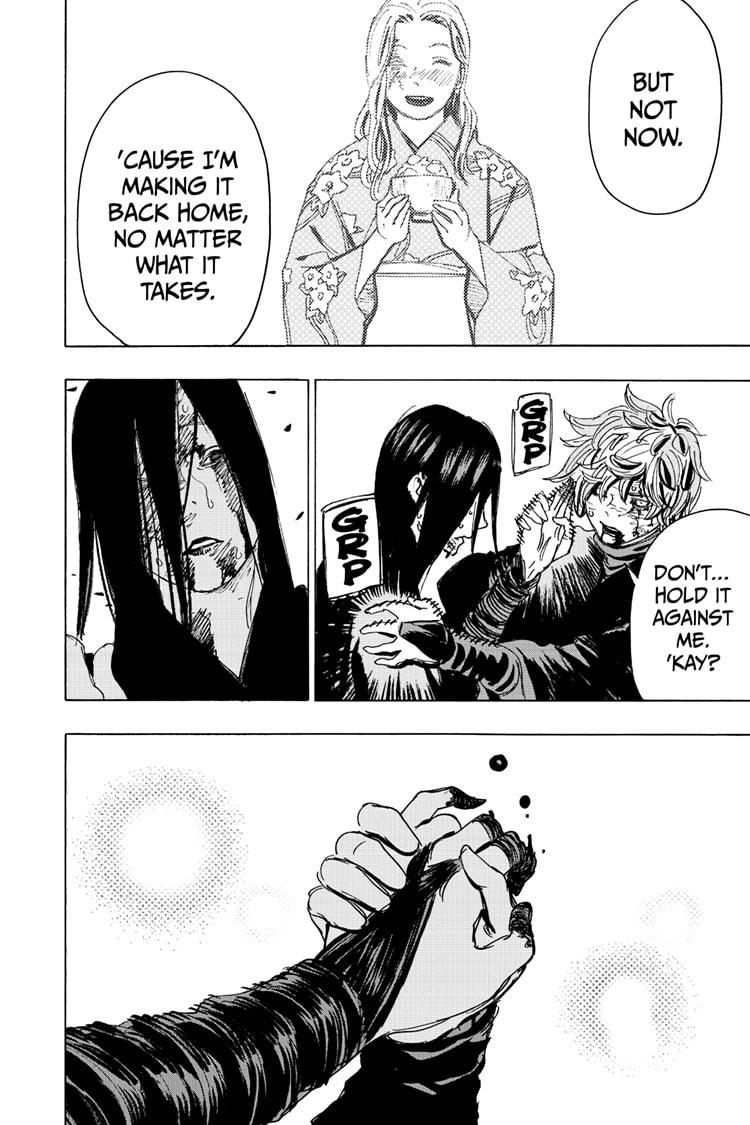 BUT
NOT
NOW.
'CAUSE I'M
MAKING IT
BACK HOME,
NO MATTER
WHAT IT
TAKES.
GRP
GRP
DON'T...
HOLD IT
AGAINST
ME.
'KAY?